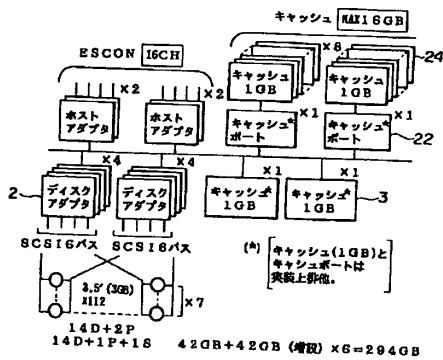 キャッシュ MAX16GB
ESCON 16CH
×2 ×2
ホスト
アダプタ
ホスト
アダプタ
×8
24
キャッシュ
1GB
キャッシュ
1GB
×1 ×1
キャッシュ*
ポート
キャッシュ*
ポート
22
×4 ×4
2
ディスク
アダプタ
ディスク
アダプタ
×1 ×1
キャッシュ*
1GB
キャッシュ*
1GB
3
SCSI6パス SCSI6パス
(*) キャッシュ(1GB)と
キャシュポートは
実装上排他。
3.5'(3GB)
×112
×7
14D+2P
14D+1P+1S 42GB+42GB(増設)×6=294GB